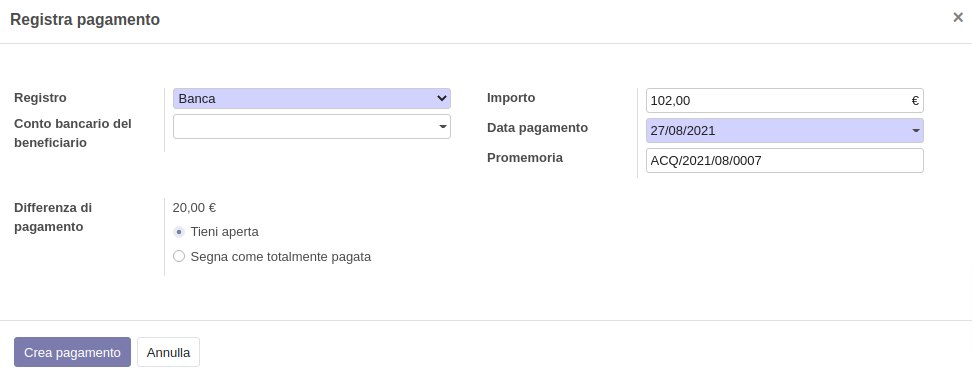 Registra pagamento ×
Registro Banca
Conto bancario del
beneficiario
Importo 102,00 €
Data pagamento 27/08/2021
Promemoria ACQ/2021/08/0007
Differenza di
pagamento
20,00 €
Tieni aperta
Segna come totalmente pagata
Crea pagamento Annulla